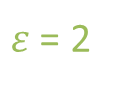 ε = 2